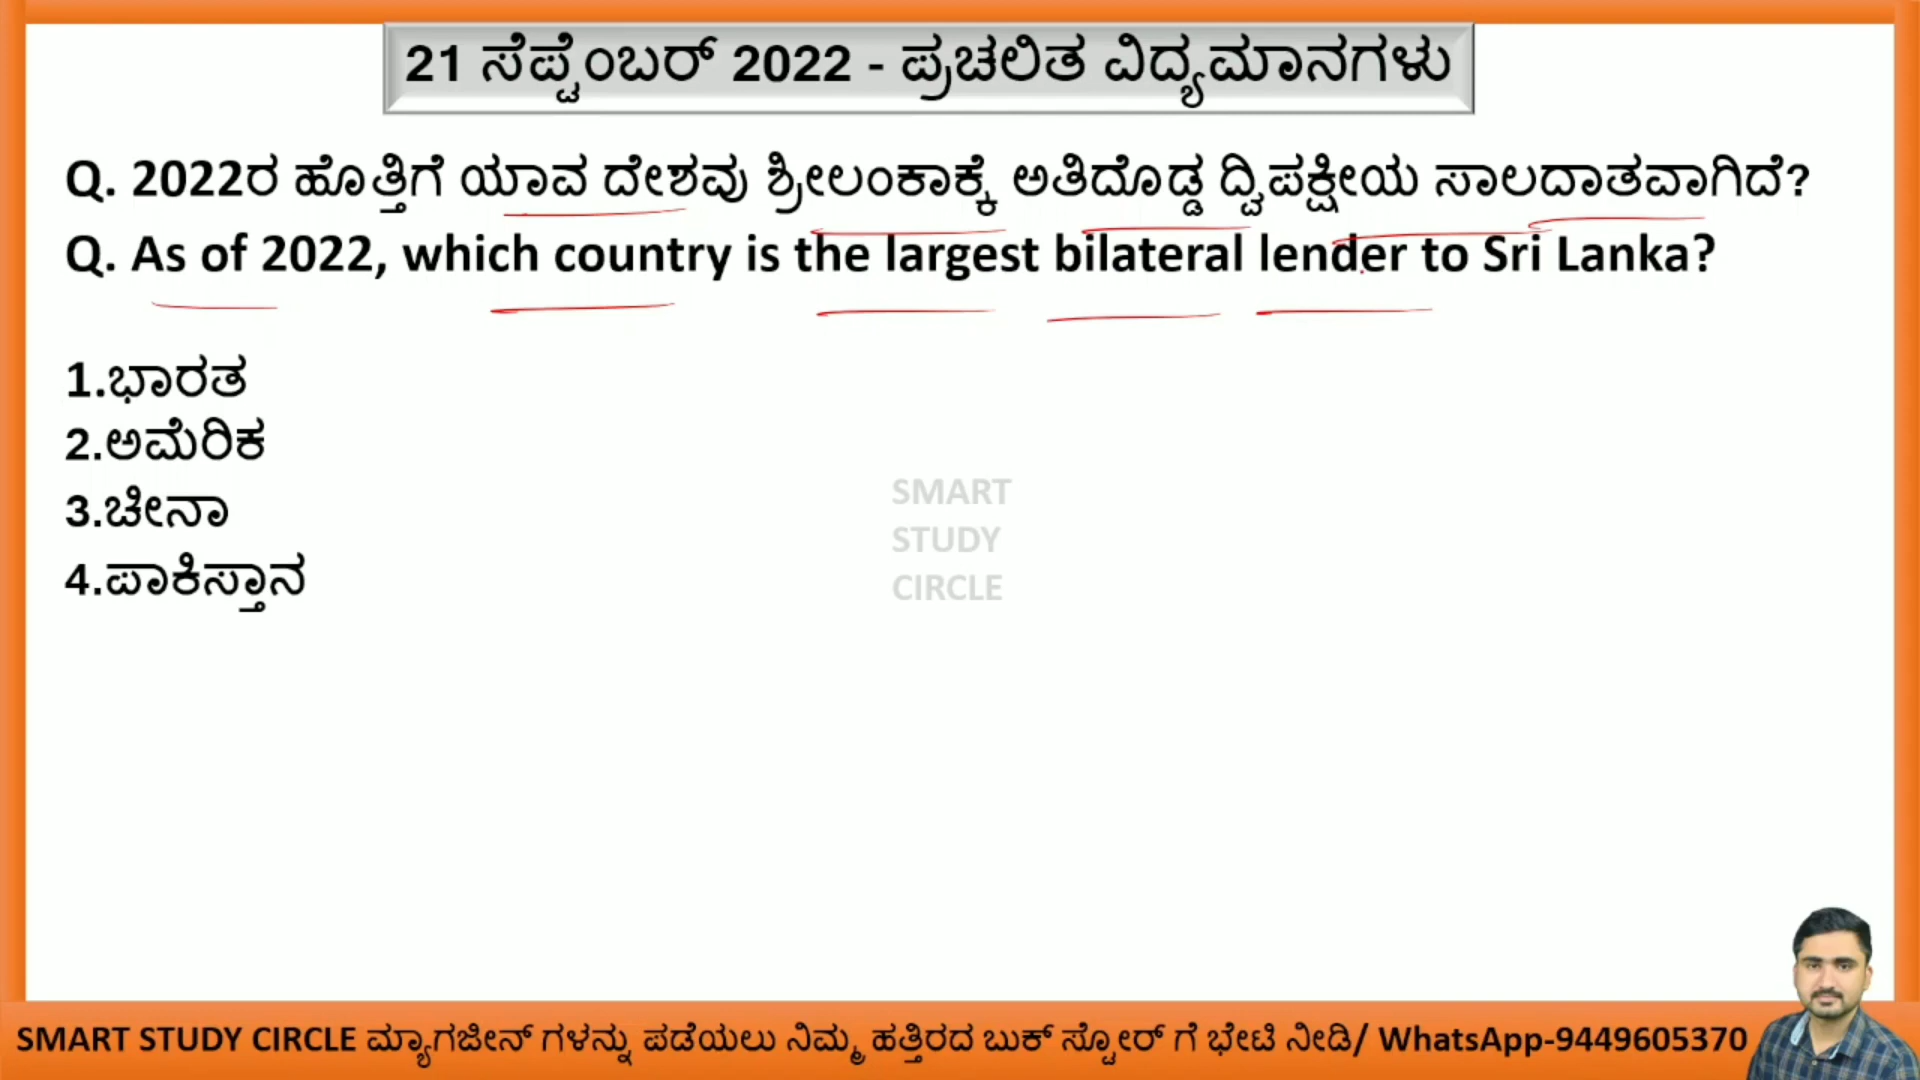 21 ಸೆಪ್ಟೆಂಬರ್ 2022 - ಪ್ರಚಲಿತ ವಿದ್ಯಮಾನಗಳು
Q. 2022ರ ಹೊತ್ತಿಗೆ ಯಾವ ದೇಶವು ಶ್ರೀಲಂಕಾಕ್ಕೆ ಅತಿದೊಡ್ಡ ದ್ವಿಪಕ್ಷೀಯ ಸಾಲದಾತವಾಗಿದೆ?
Q. As of 2022, which country is the largest bilateral lender to Sri Lanka?
1.ಭಾರತ
2.ಅಮೆರಿಕ
3.ಚೀನಾ
4.ಪಾಕಿಸ್ತಾನ
SMART
STUDY
CIRCLE
SMART STUDY CIRCLE ಮ್ಯಾಗಜೀನ್ ಗಳನ್ನು ಪಡೆಯಲು ನಿಮ್ಮ ಹತ್ತಿರದ ಬುಕ್ ಸ್ಟೋರ್ ಗೆ ಭೇಟಿ ನೀಡಿ/ WhatsApp-9449605370